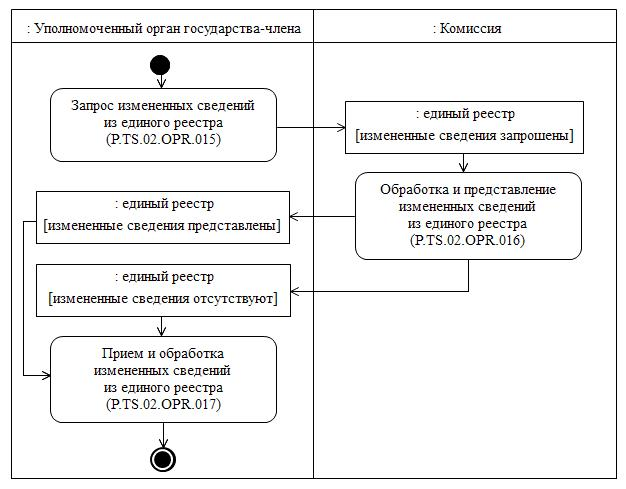 : Уполномоченный орган государства-члена
: Комиссия
Запрос измененных сведений
из единого реестра
(P.TS.02.OPR.015)
: единый реестр
[измененные сведения запрошены]
Обработка и представление
измененных сведений
из единого реестра
(P.TS.02.OPR.016)
: единый реестр
[измененные сведения представлены]
: единый реестр
[измененные сведения отсутствуют]
Прием и обработка
измененных сведений
из единого реестра
(P.TS.02.OPR.017)